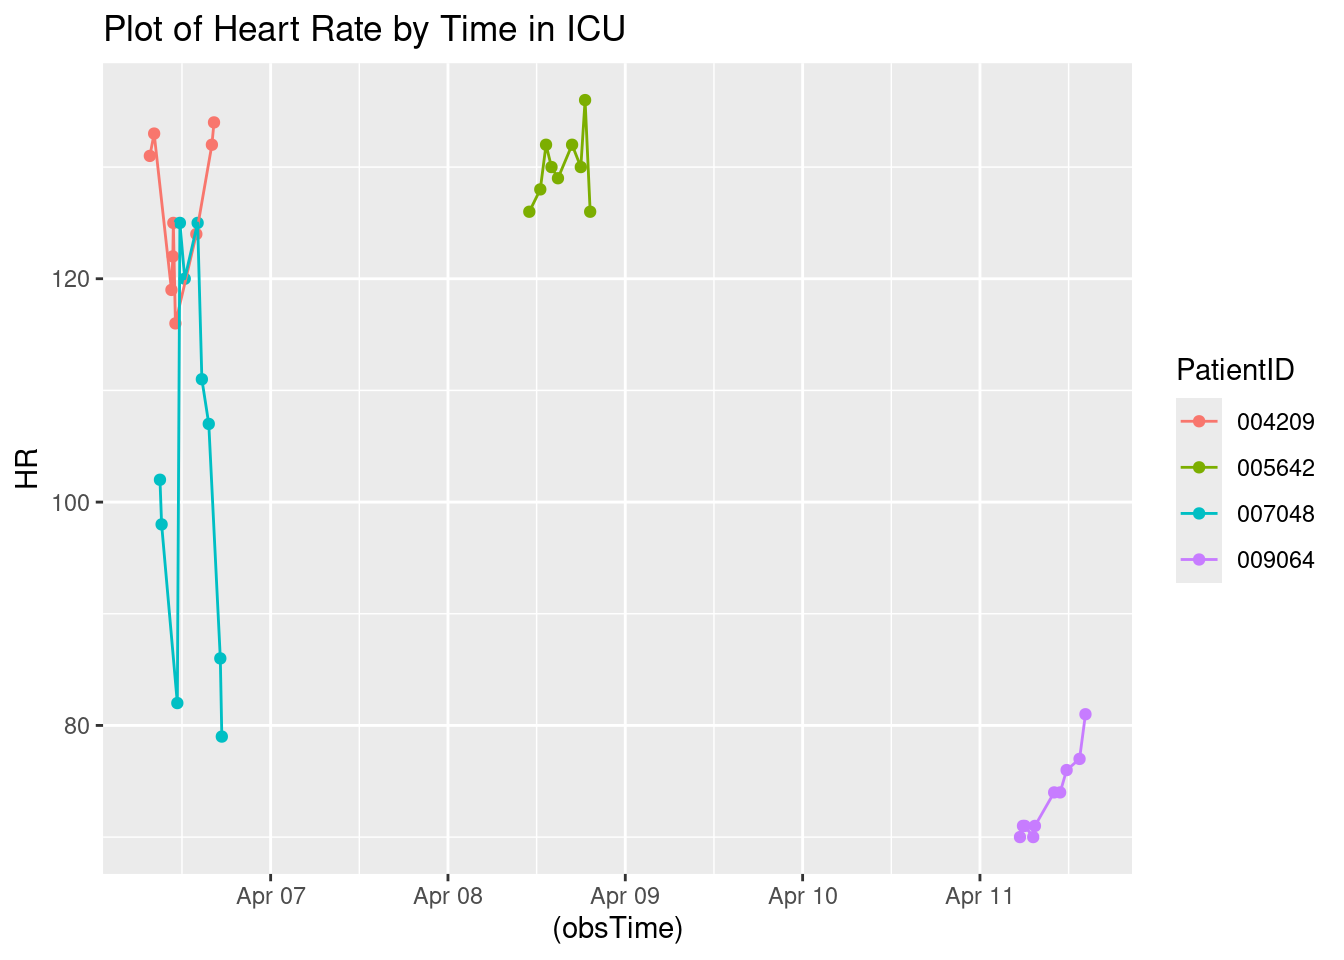 Plot of Heart Rate by Time in ICU
HR
120
100
80
Apr 07
Apr 08
Apr 09
Apr 10
Apr 11
(obsTime)
PatientID
004209
005642
007048
009064